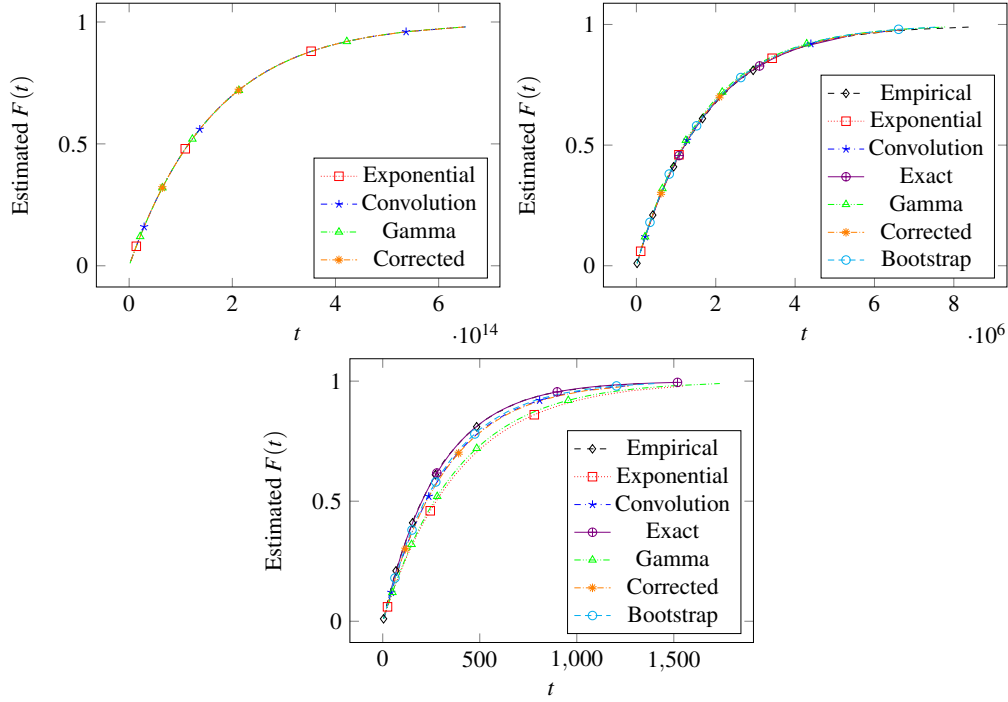 Estimated F(t)
1
0.5
0
Exponential
Convolution
Gamma
Corrected
0 2 4 6
t
·10^14
Estimated F(t)
1
0.5
0
Empirical
Exponential
Convolution
Exact
Gamma
Corrected
Bootstrap
0 2 4 6 8
t
·10^6
Estimated F(t)
1
0.5
0
Empirical
Exponential
Convolution
Exact
Gamma
Corrected
Bootstrap
0 500 1,000 1,500
t